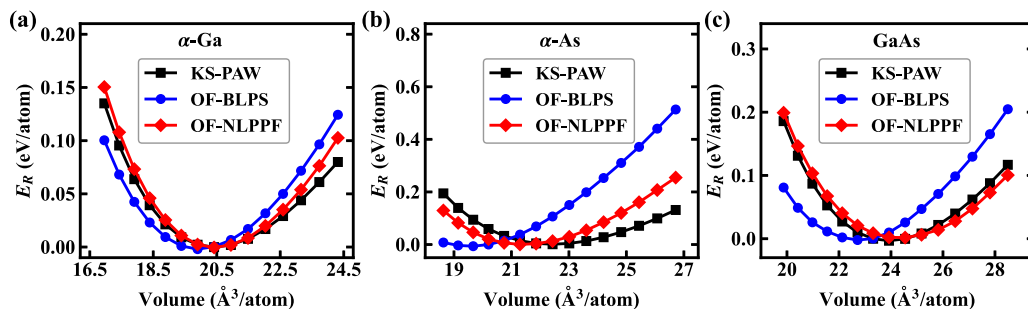 (a)
α-Ga
KS-PAW
OF-BLPS
OF-NLPPF
E_R (eV/atom)
0.20
0.15
0.10
0.05
0.00
16.5 18.5 20.5 22.5 24.5
Volume (Å³/atom)
(b)
α-As
KS-PAW
OF-BLPS
OF-NLPPF
E_R (eV/atom)
0.8
0.6
0.4
0.2
0.0
19 21 23 25 27
Volume (Å³/atom)
(c)
GaAs
KS-PAW
OF-BLPS
OF-NLPPF
E_R (eV/atom)
0.3
0.2
0.1
0.0
20 22 24 26 28
Volume (Å³/atom)